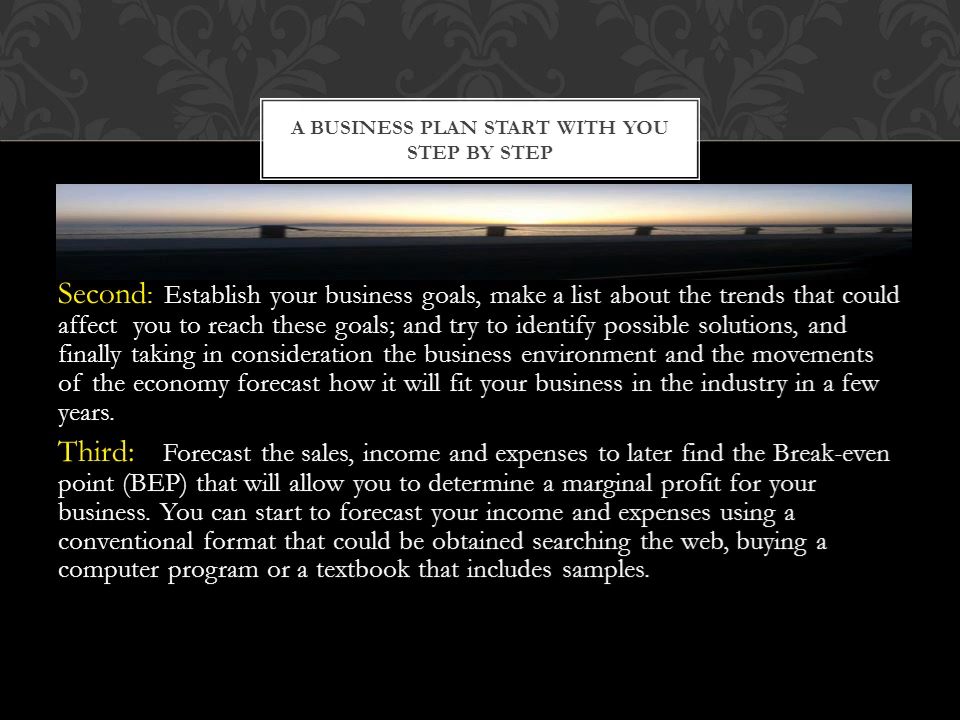 A BUSINESS PLAN START WITH YOU
STEP BY STEP
Second: Establish your business goals, make a list about the trends that could
affect  you to reach these goals; and try to identify possible solutions, and
finally taking in consideration the business environment and the movements
of the economy forecast how it will fit your business in the industry in a few
years.
Third:   Forecast the sales, income and expenses to later find the Break-even
point (BEP) that will allow you to determine a marginal profit for your
business. You can start to forecast your income and expenses using a
conventional format that could be obtained searching the web, buying a
computer program or a textbook that includes samples.